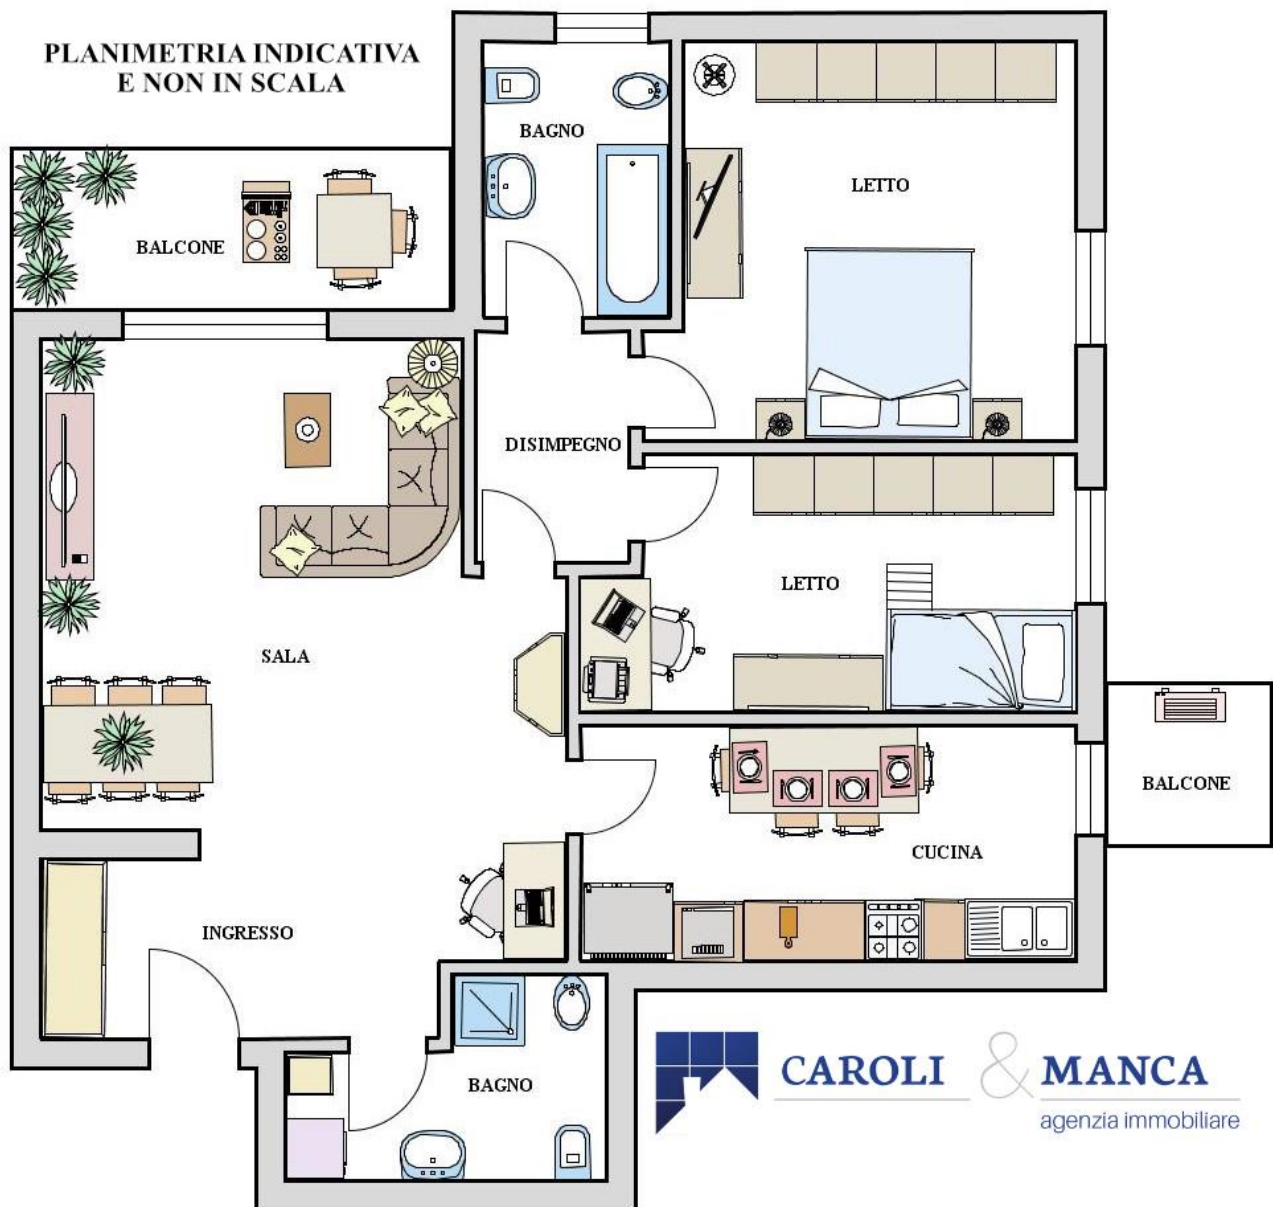 PLANIMETRIA INDICATIVA
E NON IN SCALA
BAGNO
LETTO
BALCONE
DISIMPEGNO
LETTO
SALA
BALCONE
CUCINA
INGRESSO
BAGNO
CAROLI & MANCA
agenzia immobiliare